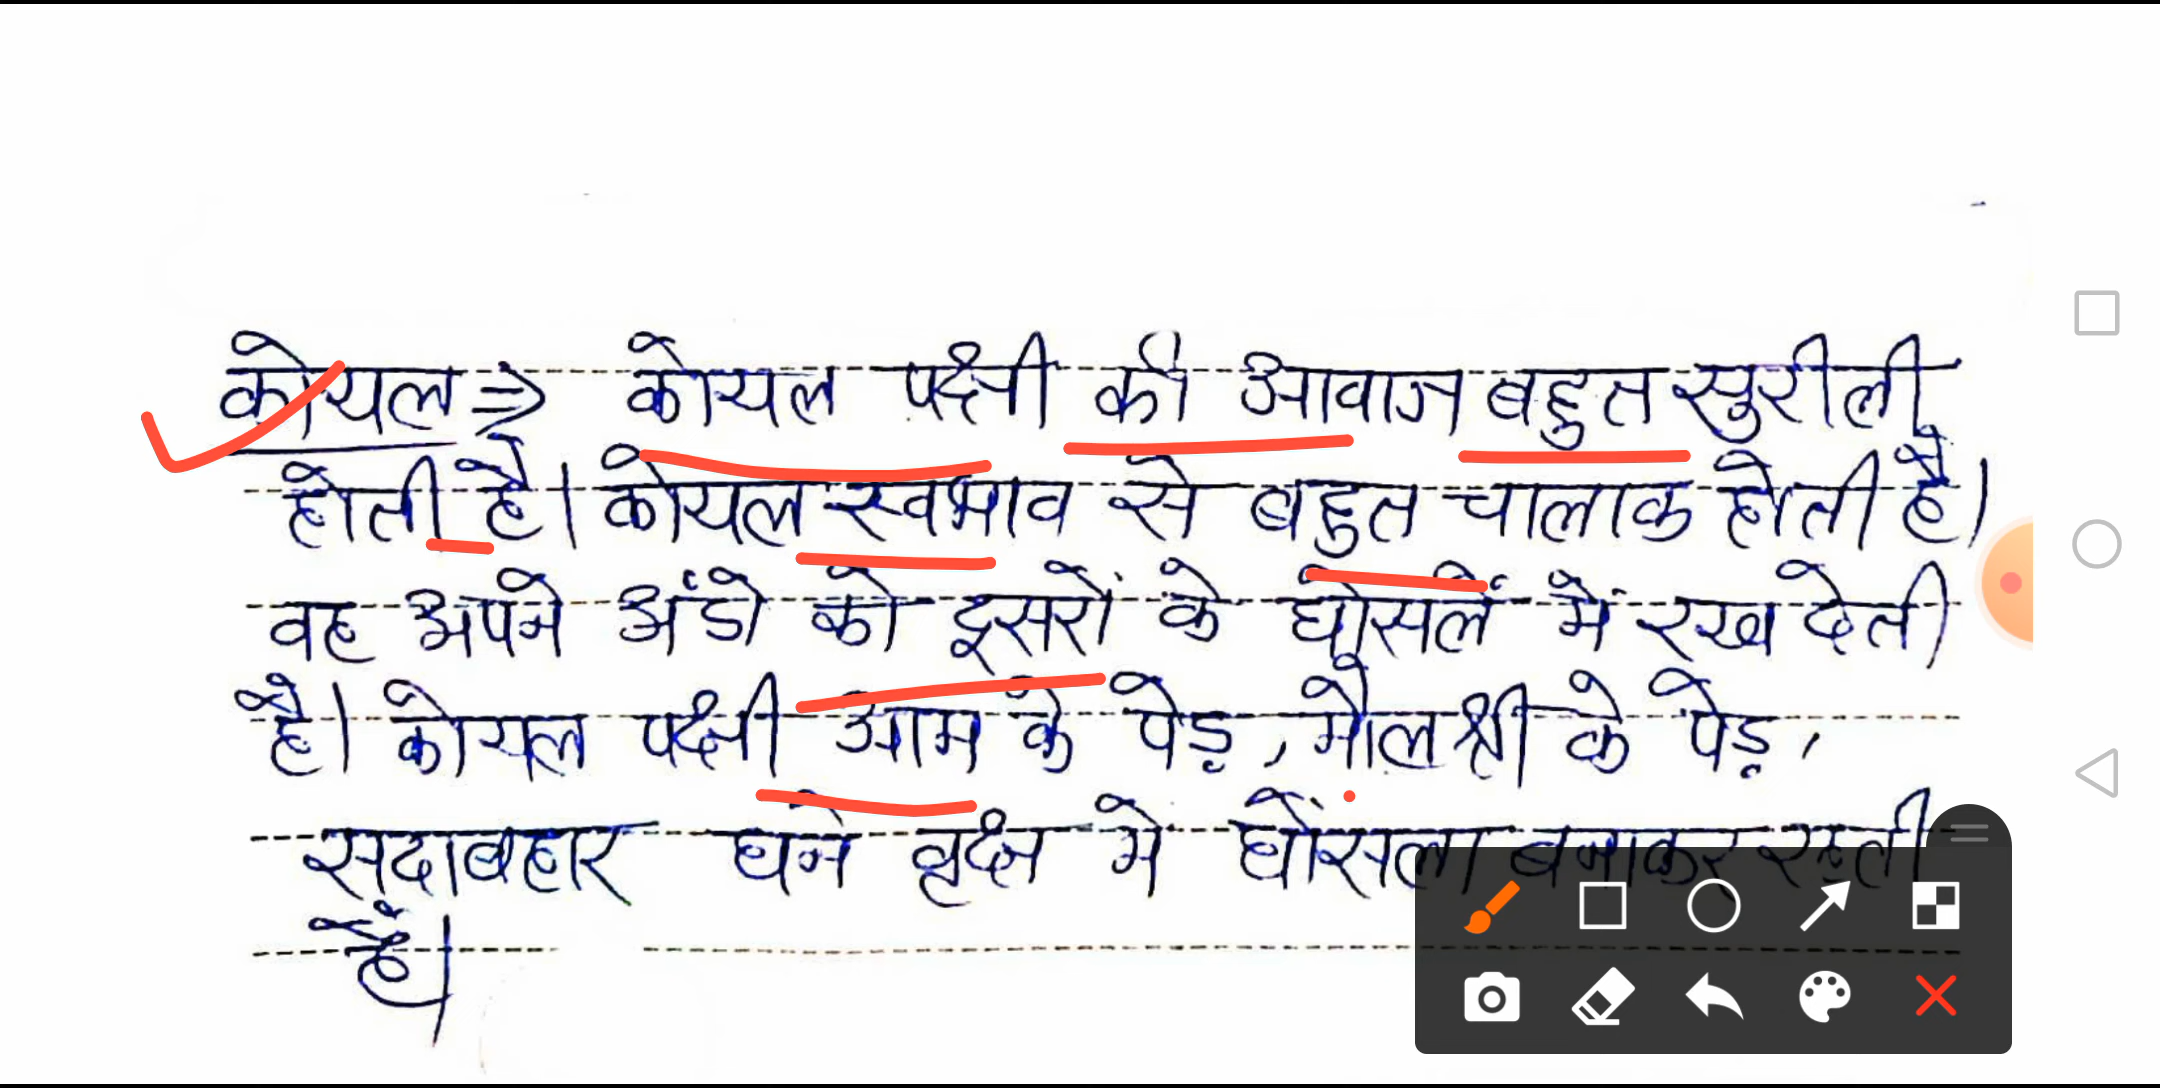 कोयल ⇒ कोयल पक्षी की आवाज बहुत सुरीली
होती है। कोयल स्वभाव से बहुत चालाक होती है।
वह अपने अंडो को दूसरों के घोसलें में रख देती
है। कोयल पक्षी आम के पेड़, मौलश्री के पेड़,
सदाबहार घने वृक्ष मे घोंसला बनाकर रहती
हैं।